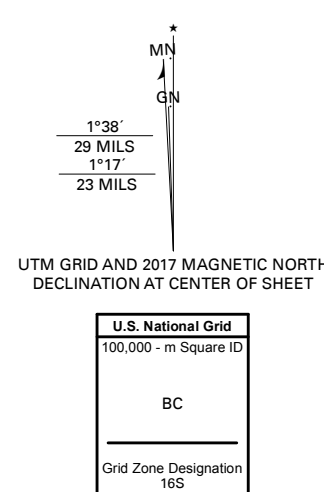 ★
MN
GN
1°38´
29 MILS
1°17´
23 MILS
UTM GRID AND 2017 MAGNETIC NORTH
DECLINATION AT CENTER OF SHEET
U.S. National Grid
100,000 - m Square ID
BC
Grid Zone Designation
16S